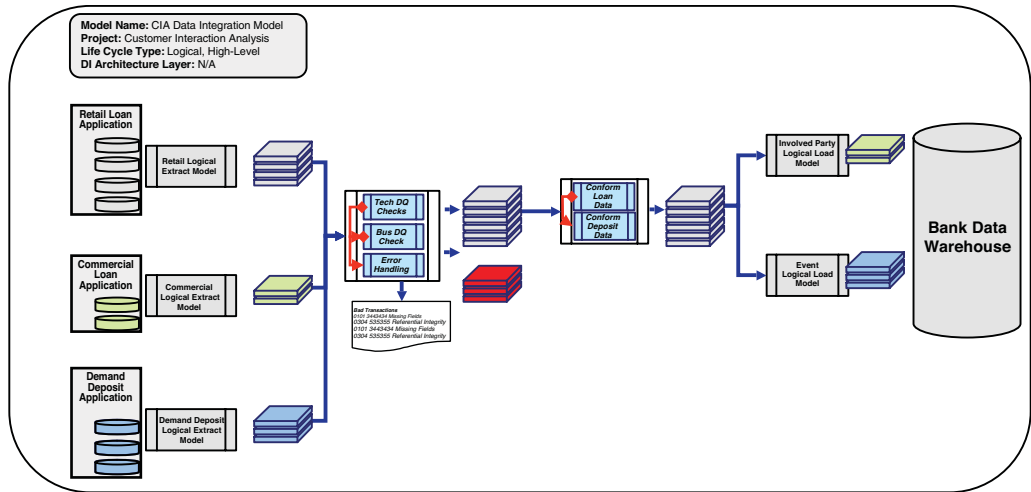 Model Name: CIA Data Integration Model
Project: Customer Interaction Analysis
Life Cycle Type: Logical, High-Level
DI Architecture Layer: N/A
Retail Loan
Application
Retail Logical
Extract Model
Commercial
Loan
Application
Commercial
Logical Extract
Model
Demand
Deposit
Application
Demand Deposit
Logical Extract
Model
Tech DQ
Checks
Bus DQ
Check
Error
Handling
Bad Transactions
0101 3443434 Missing Fields
0304 535355 Referential Integrity
0101 3443434 Missing Fields
0304 535355 Referential Integrity
Conform
Loan
Data
Conform
Deposit
Data
Involved Party
Logical Load
Model
Event
Logical Load
Model
Bank Data
Warehouse